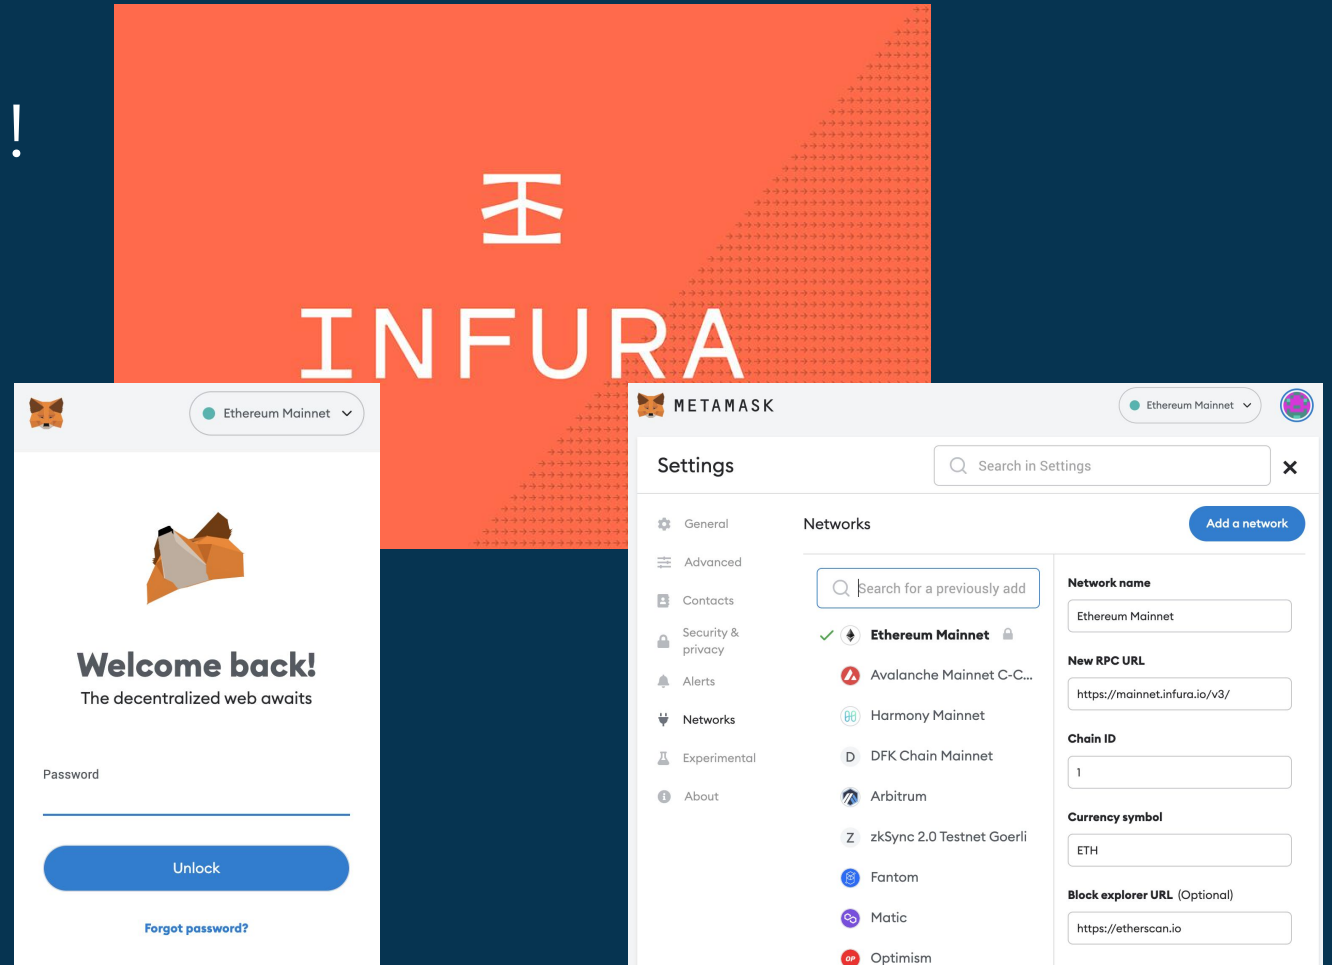 !
INFURA
Ethereum Mainnet
Welcome back!
The decentralized web awaits
Password
Unlock
Forgot password?
METAMASK
Ethereum Mainnet
Settings
Search in Settings
General
Advanced
Contacts
Security &
privacy
Alerts
Networks
Experimental
About
Networks
Add a network
Search for a previously add
Ethereum Mainnet
Avalanche Mainnet C-C...
Harmony Mainnet
D DFK Chain Mainnet
Arbitrum
Z zkSync 2.0 Testnet Goerli
Fantom
Matic
OP Optimism
Network name
Ethereum Mainnet
New RPC URL
https://mainnet.infura.io/v3/
Chain ID
1
Currency symbol
ETH
Block explorer URL (Optional)
https://etherscan.io